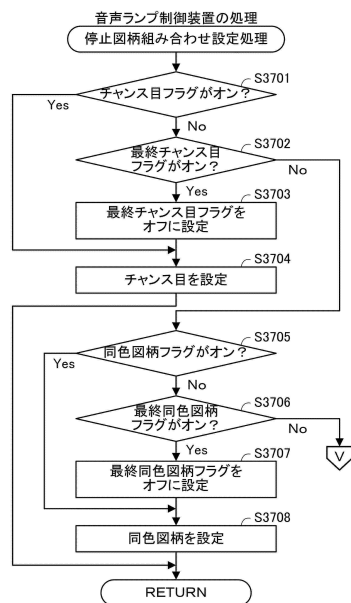 音声ランプ制御装置の処理
停止図柄組み合わせ設定処理
S3701
チャンス目フラグがオン?
Yes
No
S3702
最終チャンス目
フラグがオン?
No
Yes
S3703
最終チャンス目フラグを
オフに設定
S3704
チャンス目を設定
S3705
同色図柄フラグがオン?
Yes
No
S3706
最終同色図柄
フラグがオン?
No
Yes
V
S3707
最終同色図柄フラグを
オフに設定
S3708
同色図柄を設定
RETURN